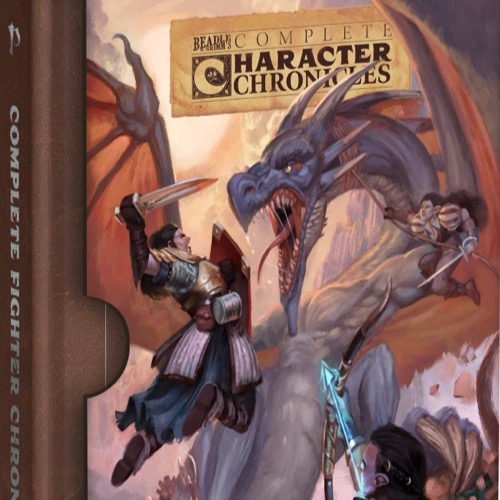 BEADLE & GRIMM'S COMPLETE
CHARACTER
CHRONICLES
COMPLETE FIGHTER CHRON